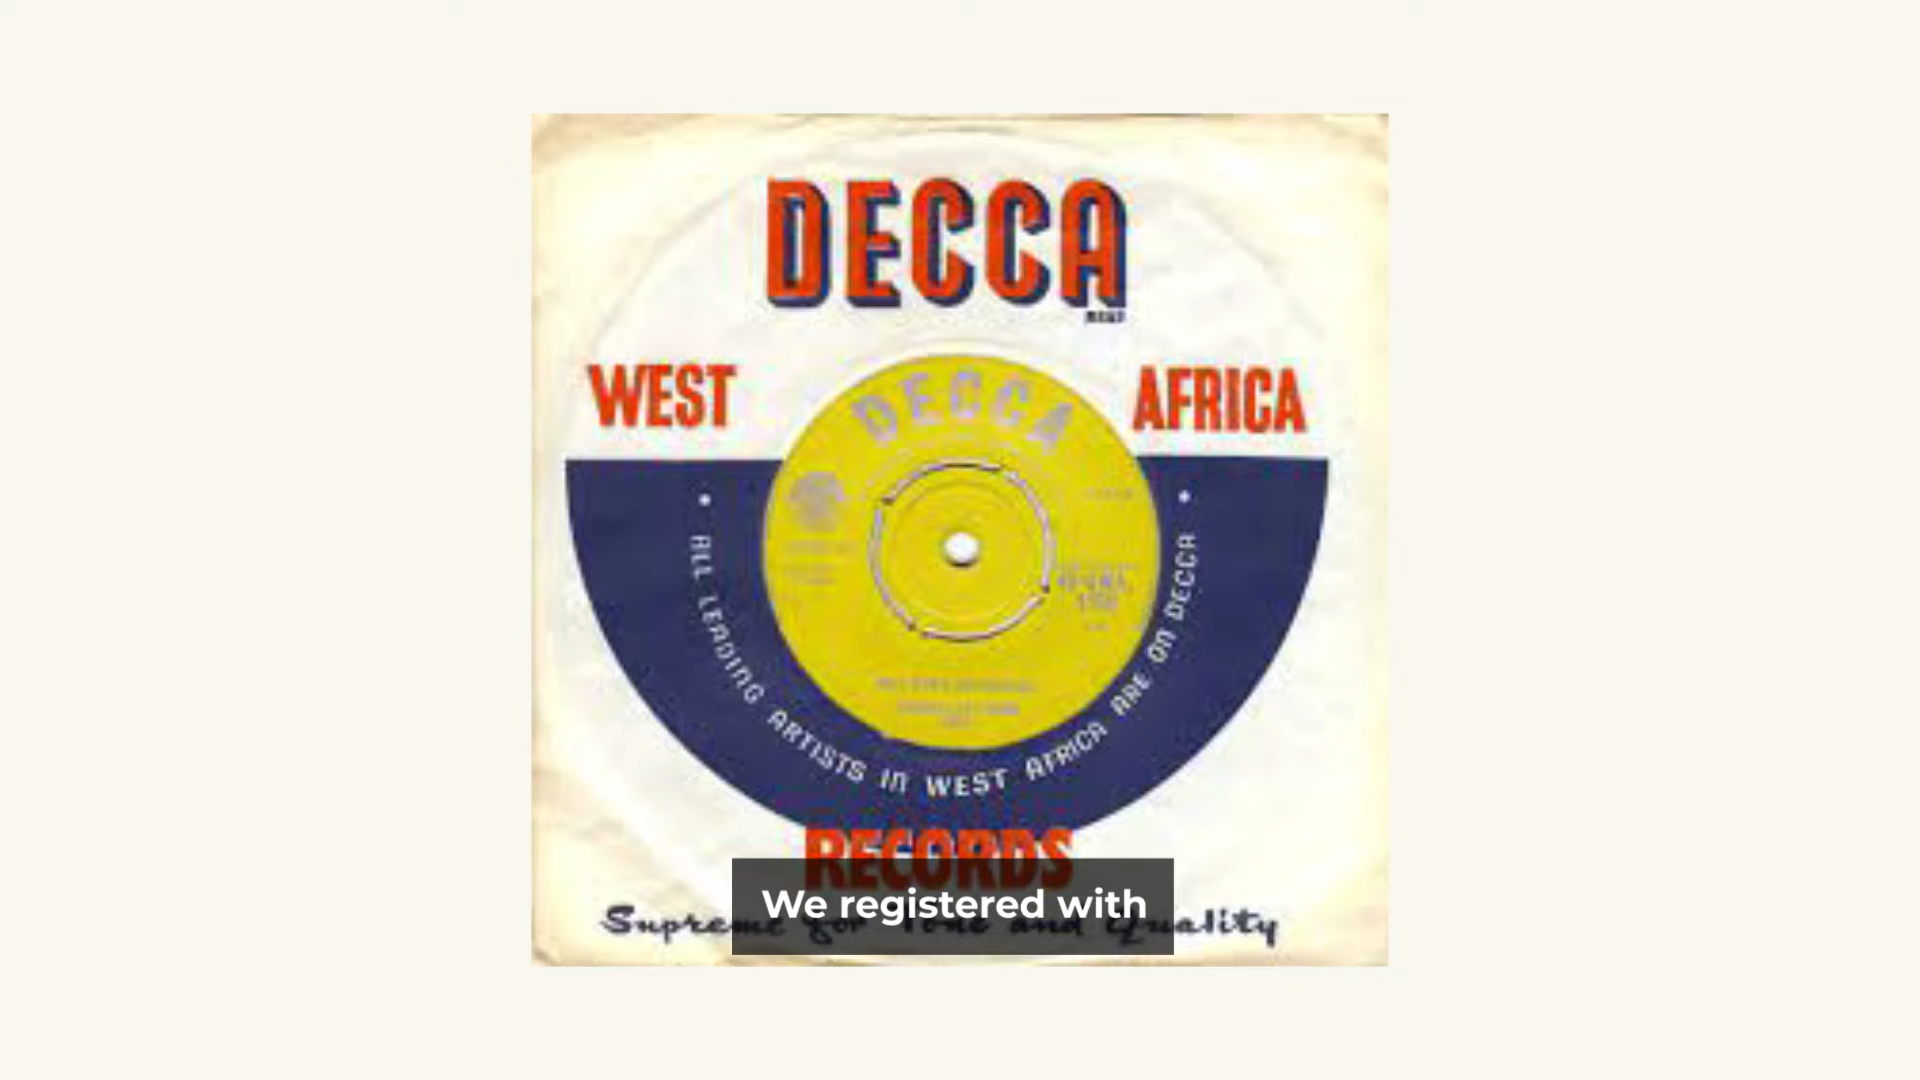 DECCA
WEST AFRICA
DECCA
• ALL LEADING ARTISTS IN WEST AFRICA ARE ON DECCA •
RECORDS
We registered with
Supreme for Tone and Quality